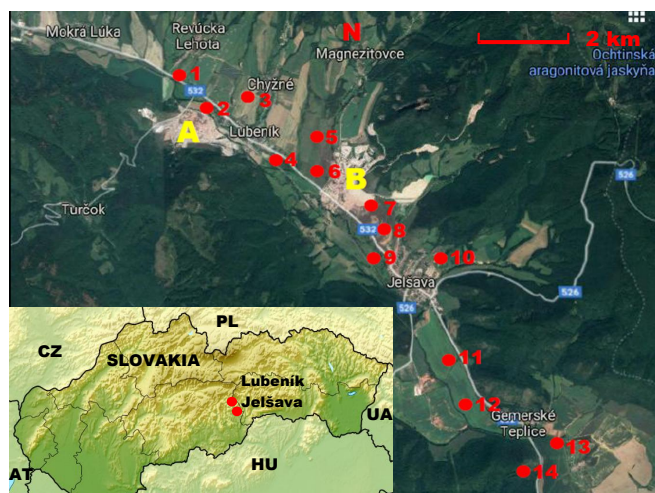 Mokrá Lúka
Revúcka
Lehota
N
Magnezitovce
2 km
Ochtinská
aragonitová jaskyňa
1
532
Chyžné
2
3
A
Lubeník
5
4
6
B
526
Turčok
7
532
8
9
10
Jelšava
526
526
11
12
Gemerské
Teplice
13
14
PL
CZ
SLOVAKIA
Lubeník
Jelšava
UA
HU
AT